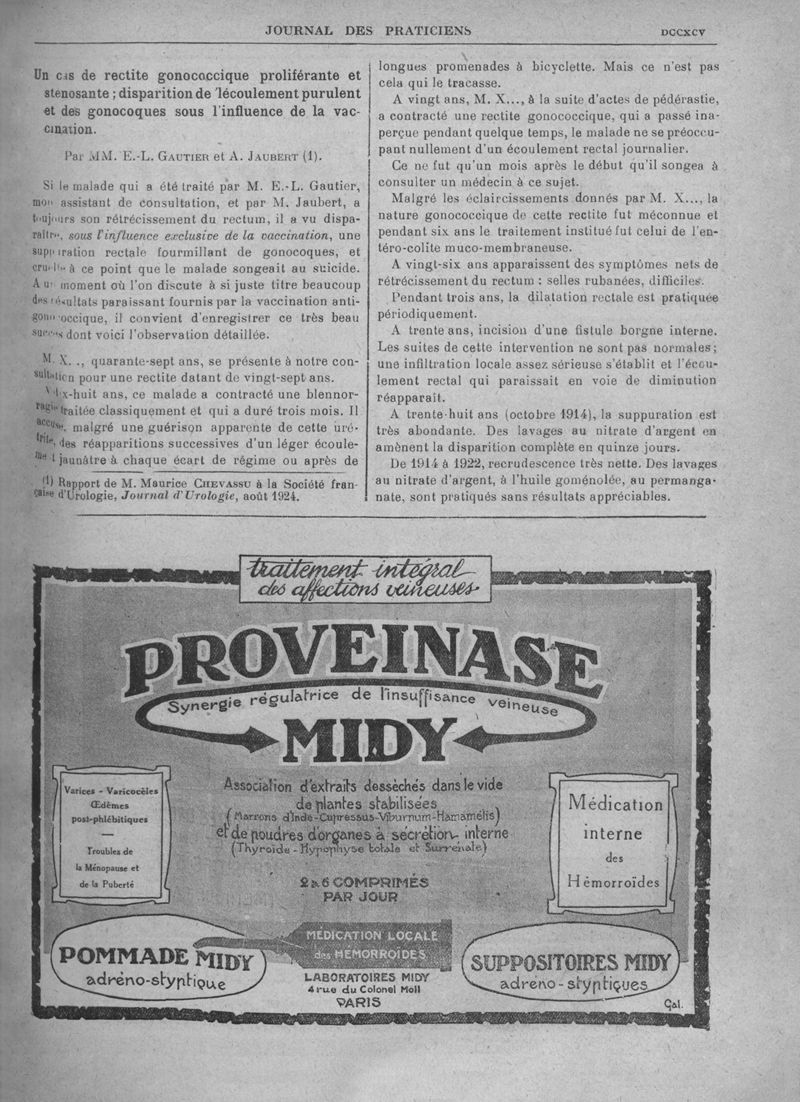 JOURNAL DES PRATICIENS
DCCXCV
Un cas de rectite gonococcique proliférante et
sténosante ; disparition de l'écoulement purulent
et des gonocoques sous l'influence de la vac-
cination.
Par MM. E.-L. GAUTIER et A. JAUBERT (1).
Si le malade qui a été traité par M. E.-L. Gautier,
mon assistant de consultation, et par M. Jaubert, a
toujours son rétrécissement du rectum, il a vu dispa-
raître, sous l'influence exclusive de la vaccination, une
suppuration rectale fourmillant de gonocoques, et
cruelle à ce point que le malade songeait au suicide.
Au moment où l'on discute à si juste titre beaucoup
des résultats paraissant fournis par la vaccination anti-
gonococcique, il convient d'enregistrer ce très beau
succès dont voici l'observation détaillée.
M. X..., quarante-sept ans, se présente à notre con-
sultation pour une rectite datant de vingt-sept ans.
A dix-huit ans, ce malade a contracté une blennor-
ragie traitée classiquement et qui a duré trois mois. Il
accuse, malgré une guérison apparente de cette uré-
trite, des réapparitions successives d'un léger écoule-
ment jaunâtre à chaque écart de régime ou après de
(1) Rapport de M. Maurice CHEVASSU à la Société fran-
çaise d'Urologie, Journal d'Urologie, août 1924.
longues promenades à bicyclette. Mais ce n'est pas
cela qui le tracasse.
A vingt ans, M. X..., à la suite d'actes de pédérastie,
a contracté une rectite gonococcique, qui a passé ina-
perçue pendant quelque temps, le malade ne se préoccu-
pant nullement d'un écoulement rectal journalier.
Ce ne fut qu'un mois après le début qu'il songea à
consulter un médecin à ce sujet.
Malgré les éclaircissements donnés par M. X..., la
nature gonococcique de cette rectite fut méconnue et
pendant six ans le traitement institué fut celui de l'en-
téro-colite muco-membraneuse.
A vingt-six ans apparaissent des symptômes nets de
rétrécissement du rectum : selles rubanées, difficiles.
Pendant trois ans, la dilatation rectale est pratiquée
périodiquement.
A trente ans, incision d'une fistule borgne interne.
Les suites de cette intervention ne sont pas normales ;
une infiltration locale assez sérieuse s'établit et l'écou-
lement rectal qui paraissait en voie de diminution
réapparait.
A trente-huit ans (octobre 1914), la suppuration est
très abondante. Des lavages au nitrate d'argent en
amènent la disparition complète en quinze jours.
De 1914 à 1922, recrudescence très nette. Des lavages
au nitrate d'argent, à l'huile goménolée, au permanga-
nate, sont pratiqués sans résultats appréciables.
traitement intégral
des affections veineuses
PROVEINASE
Synergie régulatrice de l'insuffisance veineuse
MIDY
Varices - Varicocèles
Œdèmes
post-phlébitiques
Troubles de
la Ménopause et
de la Puberté
Association d'extraits desséchés dans le vide
de plantes stabilisées
(Marrons d'Inde-Cupressus-Viburnum-Hamamélis)
et de poudres d'organes à sécrétion interne
(Thyroïde - Hypophyse totale et Surrénale)
2 à 6 COMPRIMÉS
PAR JOUR
Médication
interne
des
Hémorroïdes
POMMADE MIDY
adréno-styptique
MÉDICATION LOCALE
des HÉMORROIDES
LABORATOIRES MIDY
4 rue du Colonel Moll
PARIS
SUPPOSITOIRES MIDY
adréno-styptiques
Gal.